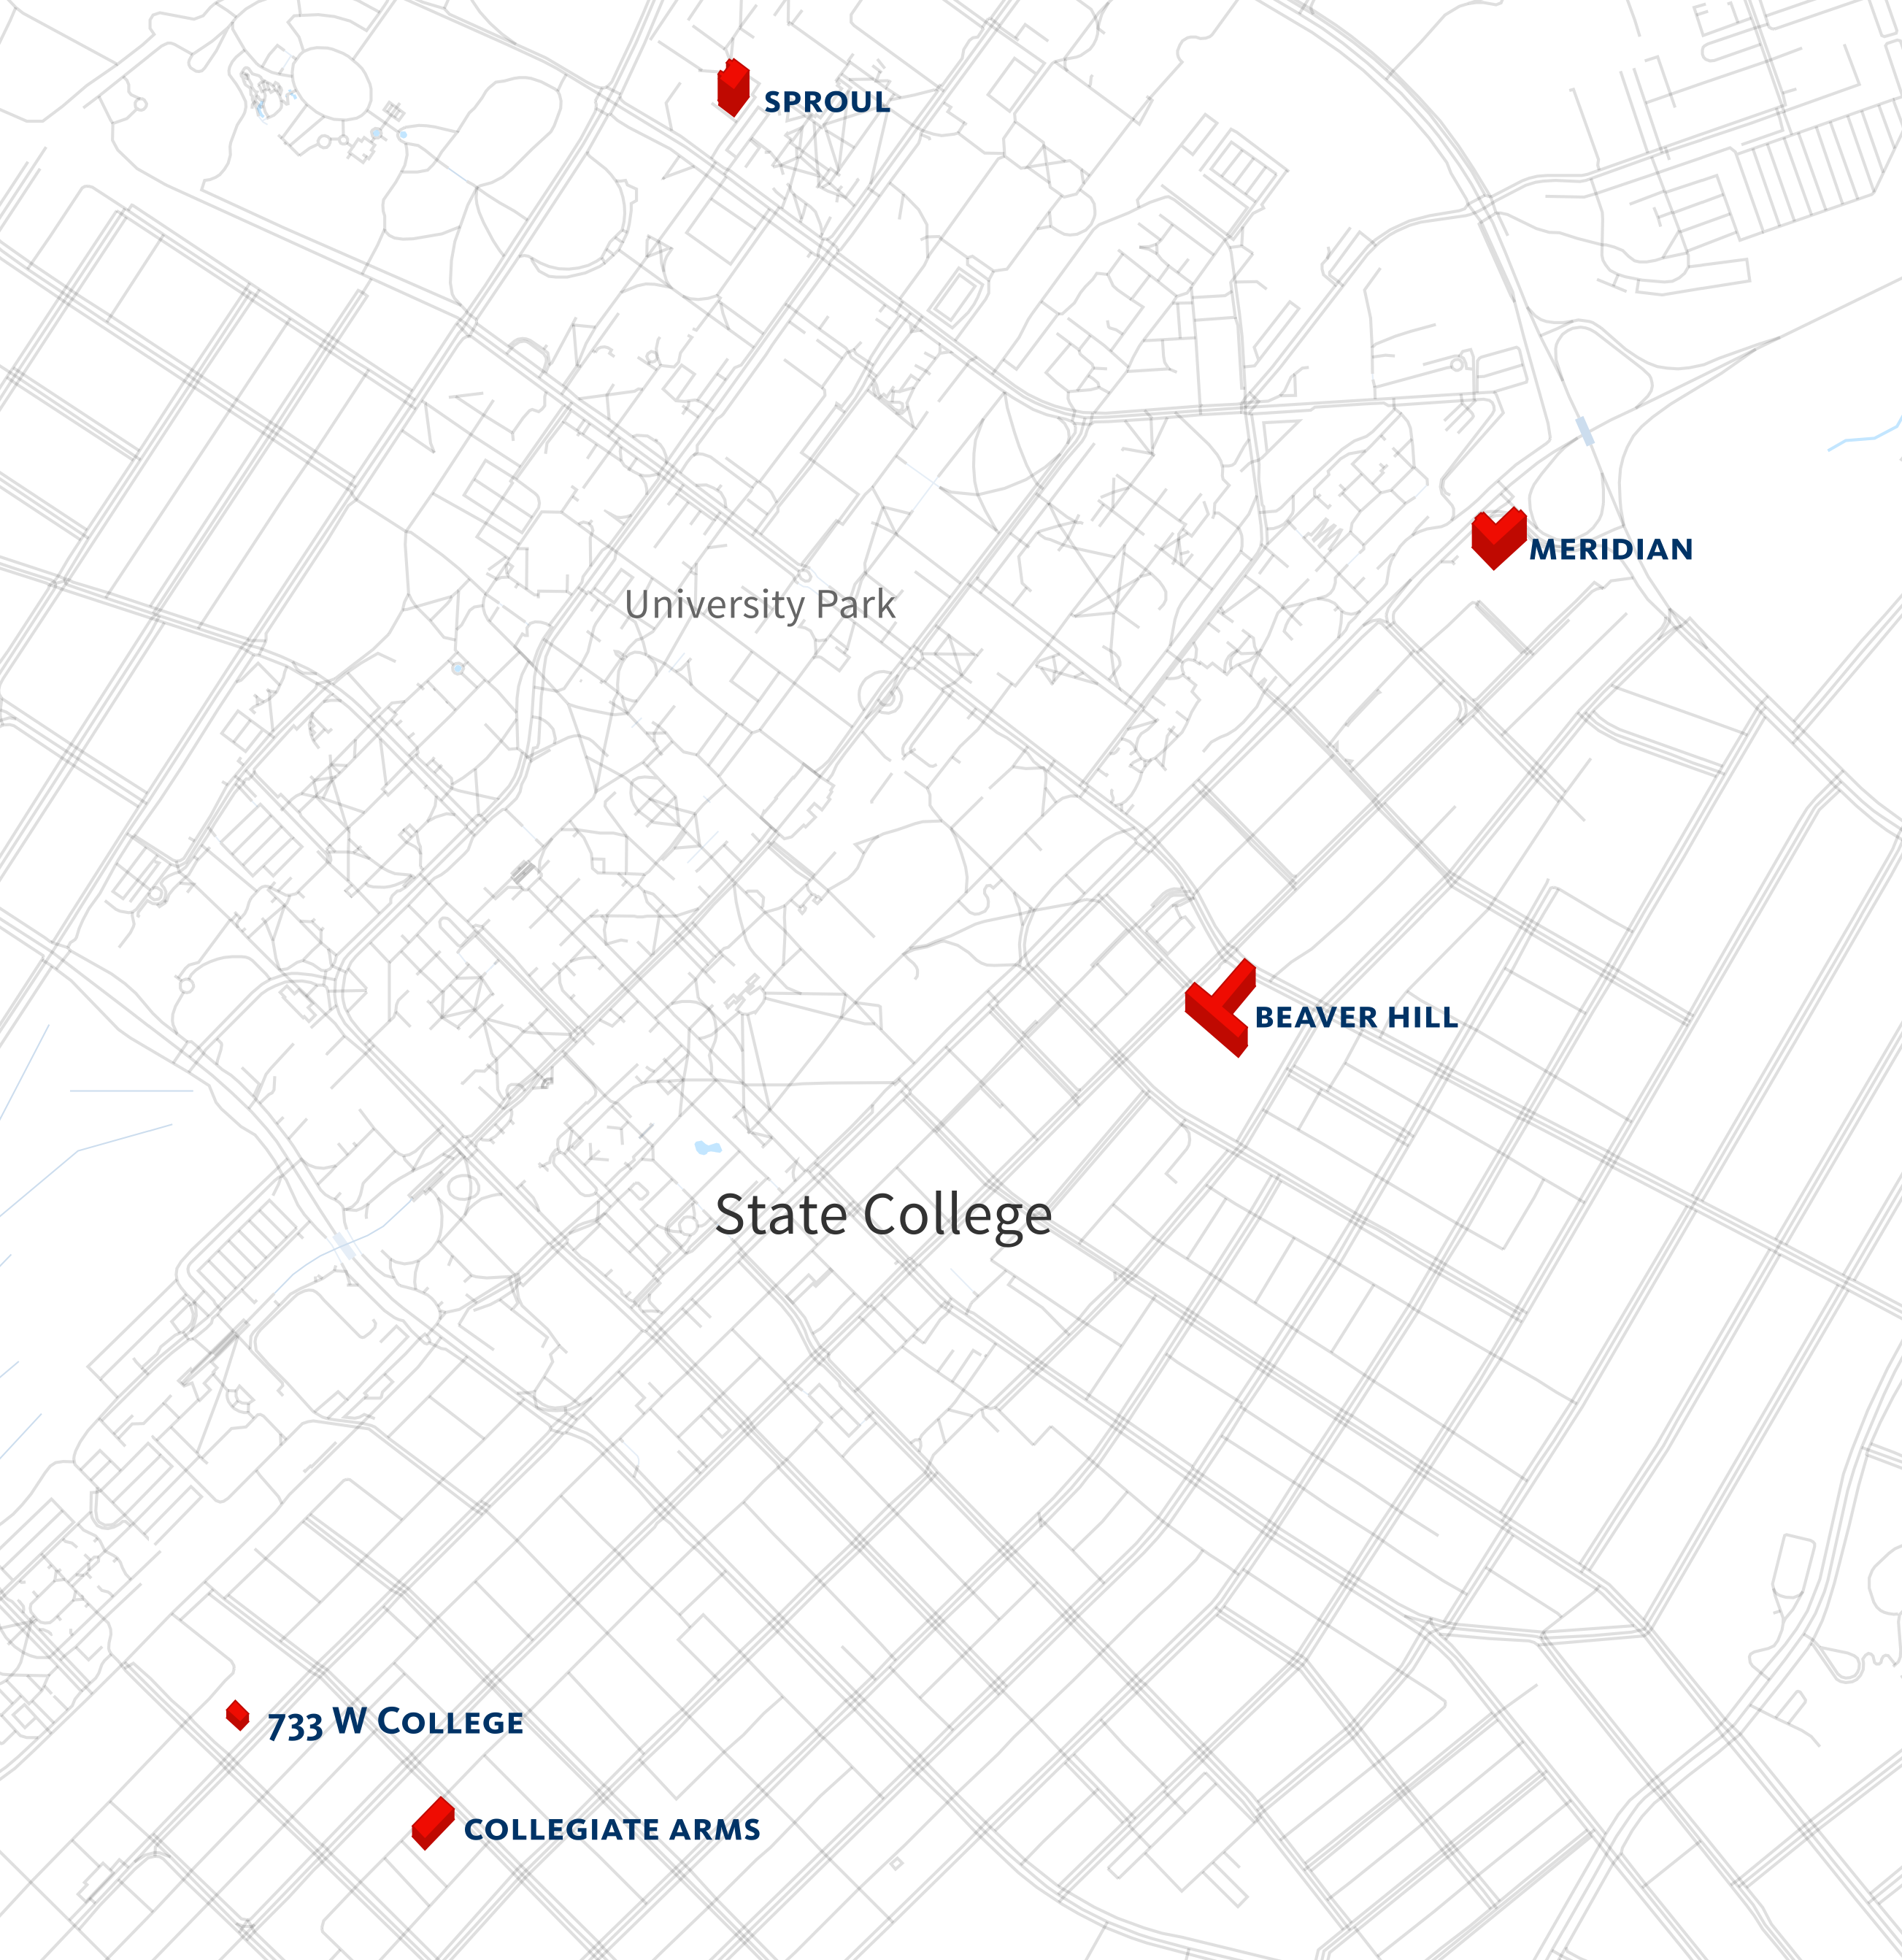 SPROUL
MERIDIAN
University Park
BEAVER HILL
State College
733 W COLLEGE
COLLEGIATE ARMS